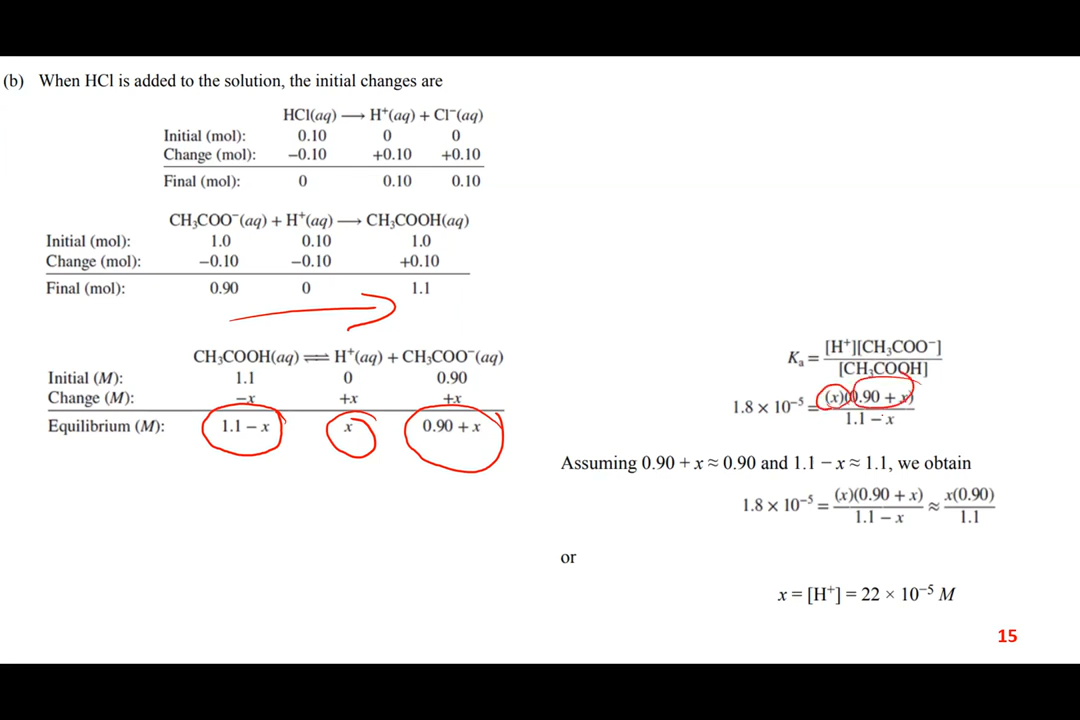 (b) When HCl is added to the solution, the initial changes are
HCl(aq) ⟶ H⁺(aq) + Cl⁻(aq)
Initial (mol): 0.10 0 0
Change (mol): −0.10 +0.10 +0.10
Final (mol): 0 0.10 0.10
CH₃COO⁻(aq) + H⁺(aq) ⟶ CH₃COOH(aq)
Initial (mol): 1.0 0.10 1.0
Change (mol): −0.10 −0.10 +0.10
Final (mol): 0.90 0 1.1
CH₃COOH(aq) ⇌ H⁺(aq) + CH₃COO⁻(aq)
Initial (M): 1.1 0 0.90
Change (M): −x +x +x
Equilibrium (M): 1.1 − x x 0.90 + x
Kₐ = [H⁺][CH₃COO⁻] / [CH₃COOH]
1.8 × 10⁻⁵ = (x)(0.90 + x) / 1.1 − x
Assuming 0.90 + x ≈ 0.90 and 1.1 − x ≈ 1.1, we obtain
1.8 × 10⁻⁵ = (x)(0.90 + x) / 1.1 − x ≈ x(0.90) / 1.1
or
x = [H⁺] = 22 × 10⁻⁵ M
15